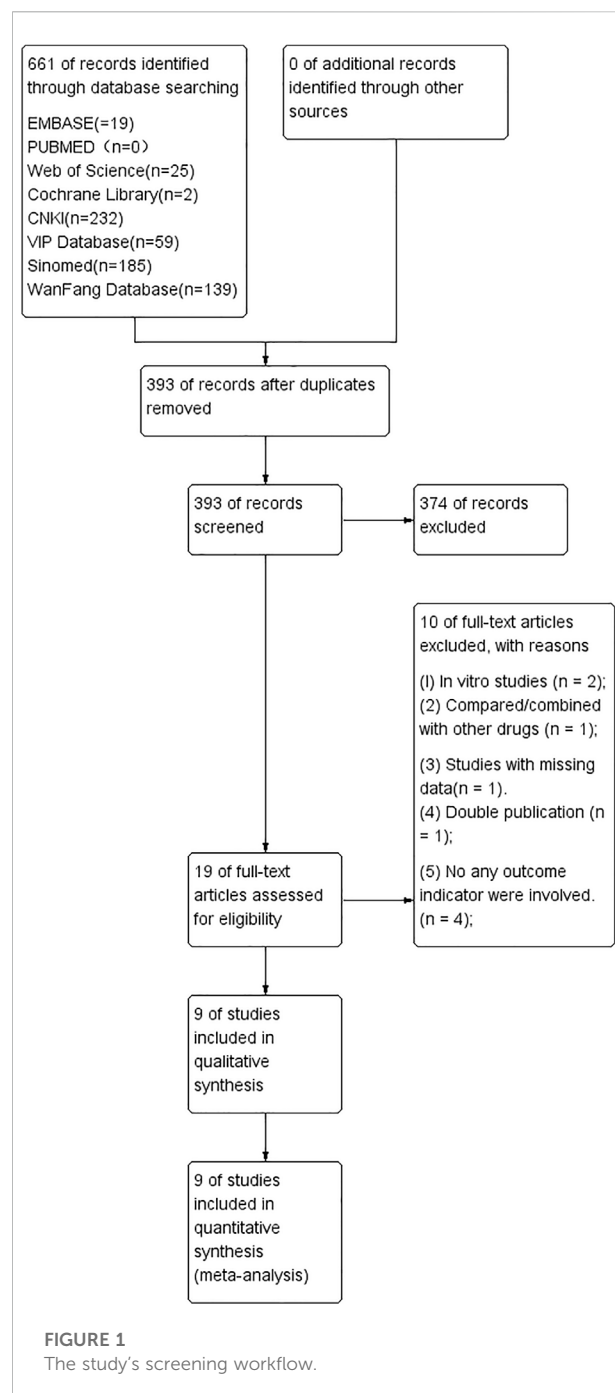 661 of records identified
through database searching
EMBASE(=19)
PUBMED（n=0）
Web of Science(n=25)
Cochrane Library(n=2)
CNKI(n=232)
VIP Database(n=59)
Sinomed(n=185)
WanFang Database(n=139)
0 of additional records
identified through other
sources
393 of records after duplicates
removed
393 of records
screened
374 of records
excluded
10 of full-text articles
excluded, with reasons
(I) In vitro studies (n = 2);
(2) Compared/combined
with other drugs (n = 1);
(3) Studies with missing
data(n = 1).
(4) Double publication (n
= 1);
(5) No any outcome
indicator were involved.
(n = 4);
19 of full-text
articles assessed
for eligibility
9 of studies
included in
qualitative
synthesis
9 of studies
included in
quantitative
synthesis
(meta-analysis)
FIGURE 1
The study's screening workflow.